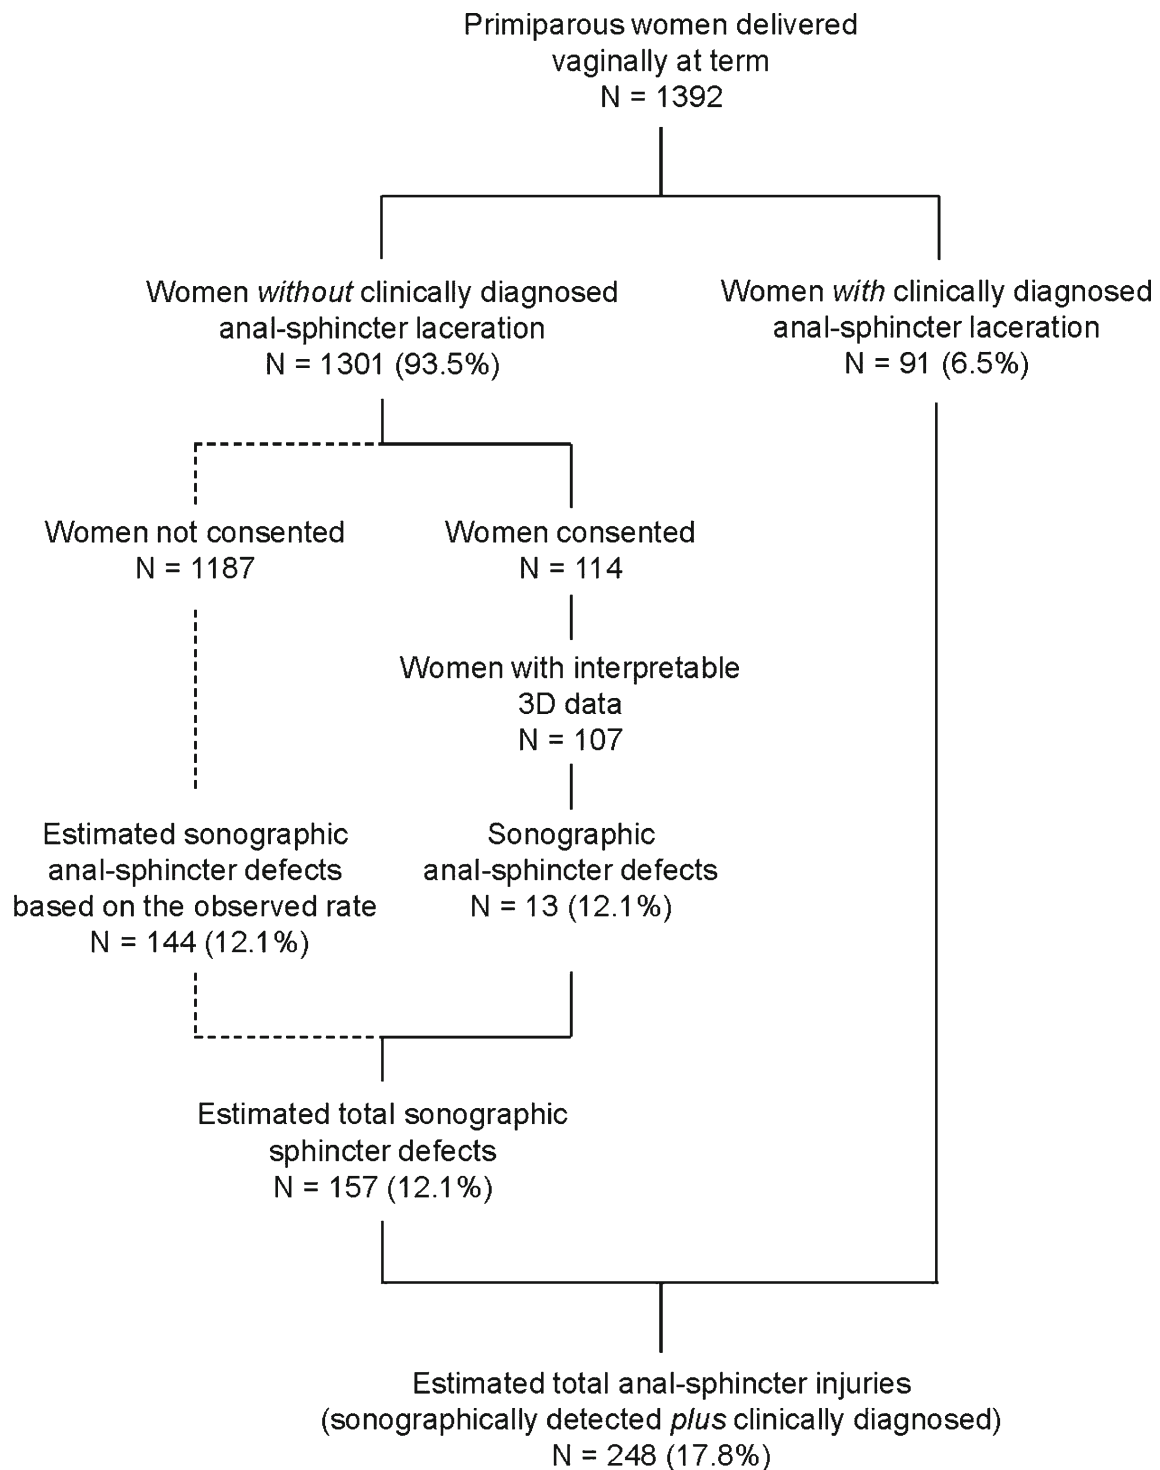 Primiparous women delivered
vaginally at term
N = 1392
Women without clinically diagnosed
anal-sphincter laceration
N = 1301 (93.5%)
Women with clinically diagnosed
anal-sphincter laceration
N = 91 (6.5%)
Women not consented
N = 1187
Women consented
N = 114
Women with interpretable
3D data
N = 107
Estimated sonographic
anal-sphincter defects
based on the observed rate
N = 144 (12.1%)
Sonographic
anal-sphincter defects
N = 13 (12.1%)
Estimated total sonographic
sphincter defects
N = 157 (12.1%)
Estimated total anal-sphincter injuries
(sonographically detected plus clinically diagnosed)
N = 248 (17.8%)